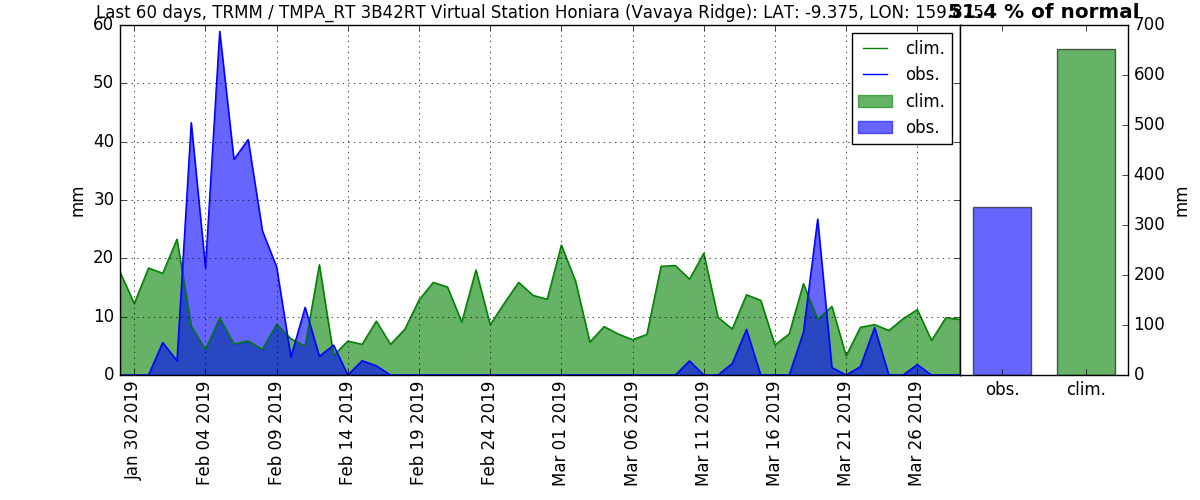 Last 60 days, TRMM / TMPA_RT 3B42RT Virtual Station Honiara (Vavaya Ridge): LAT: -9.375, LON:
51.4 % of normal
60
50
40
30
20
10
0
mm
clim.
obs.
clim.
obs.
700
600
500
400
300
200
100
0
mm
obs.
clim.
Jan 30 2019
Feb 04 2019
Feb 09 2019
Feb 14 2019
Feb 19 2019
Feb 24 2019
Mar 01 2019
Mar 06 2019
Mar 11 2019
Mar 16 2019
Mar 21 2019
Mar 26 2019